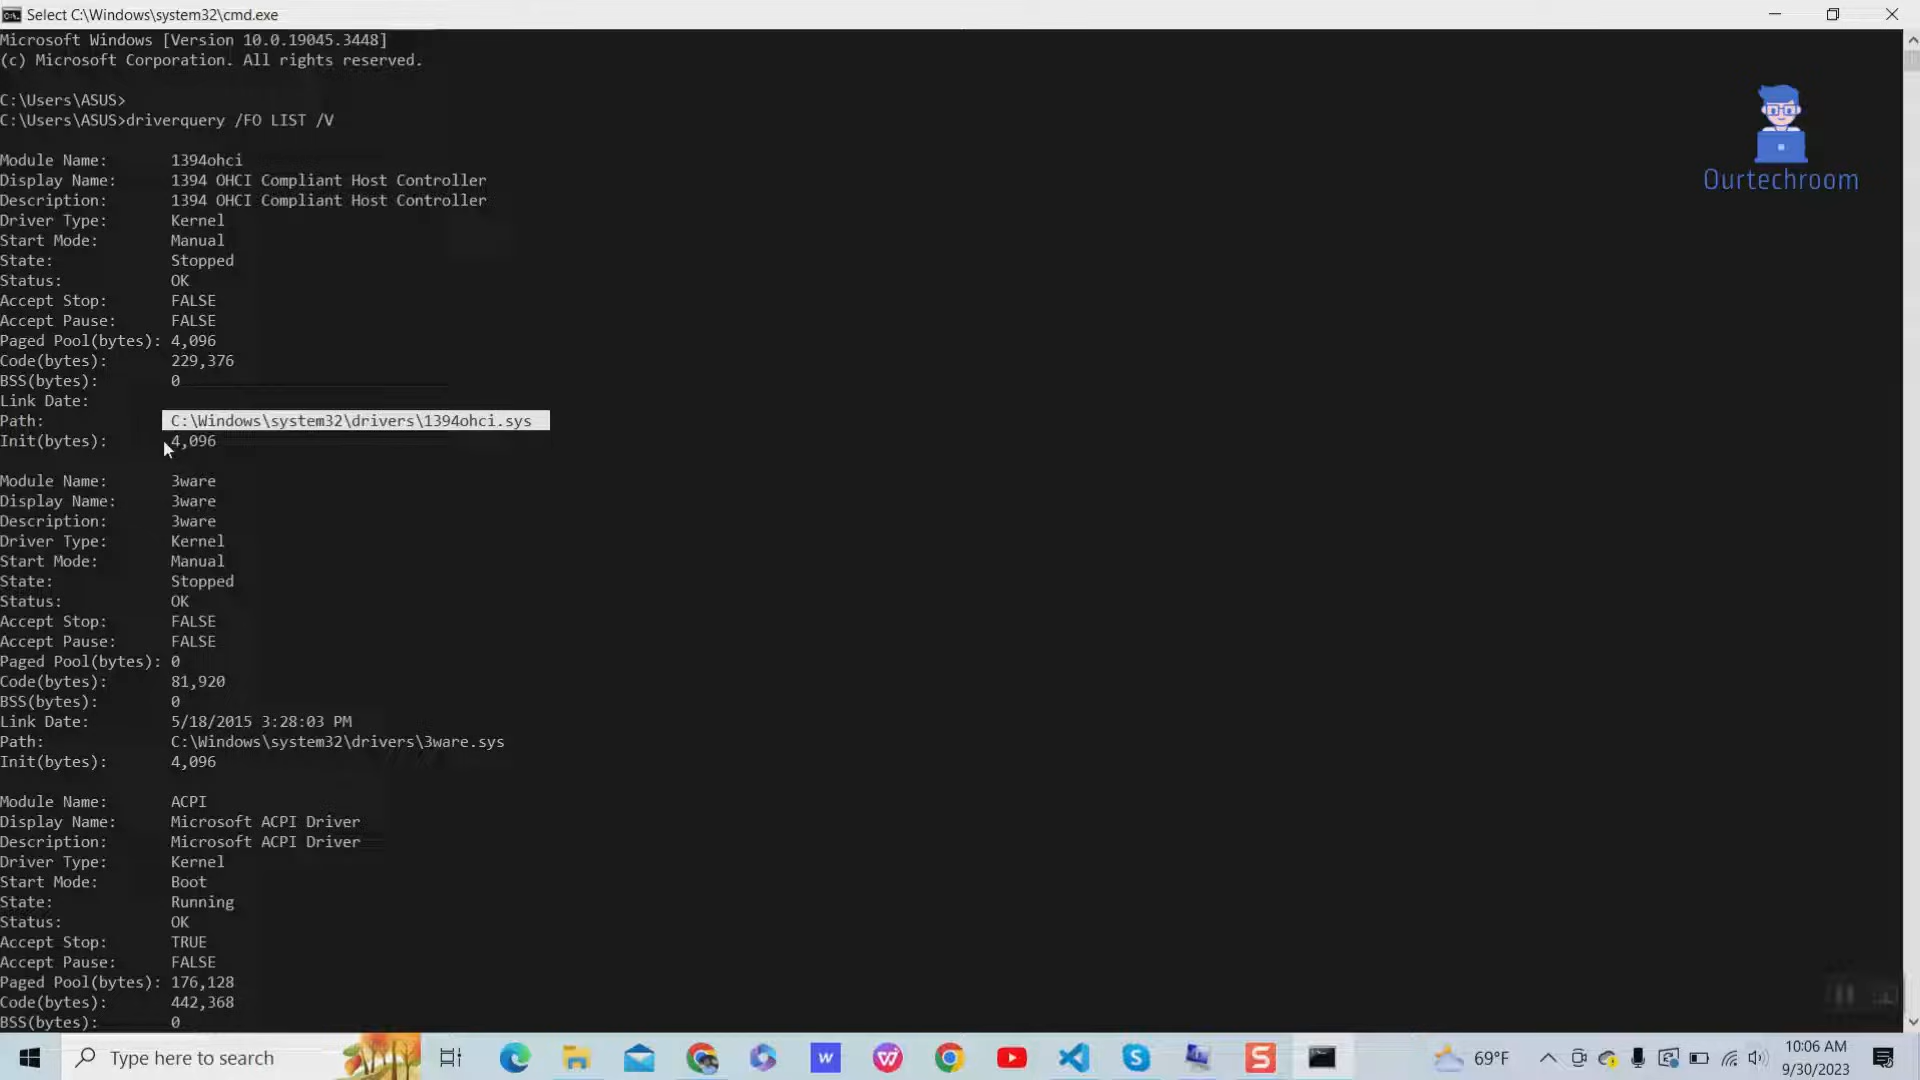 Select C:\Windows\system32\cmd.exe
Microsoft Windows [Version 10.0.19045.3448]
(c) Microsoft Corporation. All rights reserved.
C:\Users\ASUS>
C:\Users\ASUS>driverquery /FO LIST /V
Ourtechroom
Module Name: 1394ohci
Display Name: 1394 OHCI Compliant Host Controller
Description: 1394 OHCI Compliant Host Controller
Driver Type: Kernel
Start Mode: Manual
State: Stopped
Status: OK
Accept Stop: FALSE
Accept Pause: FALSE
Paged Pool(bytes): 4,096
Code(bytes): 229,376
BSS(bytes): 0
Link Date:
Path: C:\Windows\system32\drivers\1394ohci.sys
Init(bytes): 4,096
Module Name: 3ware
Display Name: 3ware
Description: 3ware
Driver Type: Kernel
Start Mode: Manual
State: Stopped
Status: OK
Accept Stop: FALSE
Accept Pause: FALSE
Paged Pool(bytes): 0
Code(bytes): 81,920
BSS(bytes): 0
Link Date: 5/18/2015 3:28:03 PM
Path: C:\Windows\system32\drivers\3ware.sys
Init(bytes): 4,096
Module Name: ACPI
Display Name: Microsoft ACPI Driver
Description: Microsoft ACPI Driver
Driver Type: Kernel
Start Mode: Boot
State: Running
Status: OK
Accept Stop: TRUE
Accept Pause: FALSE
Paged Pool(bytes): 176,128
Code(bytes): 442,368
BSS(bytes): 0
Type here to search
69°F
10:06 AM
9/30/2023